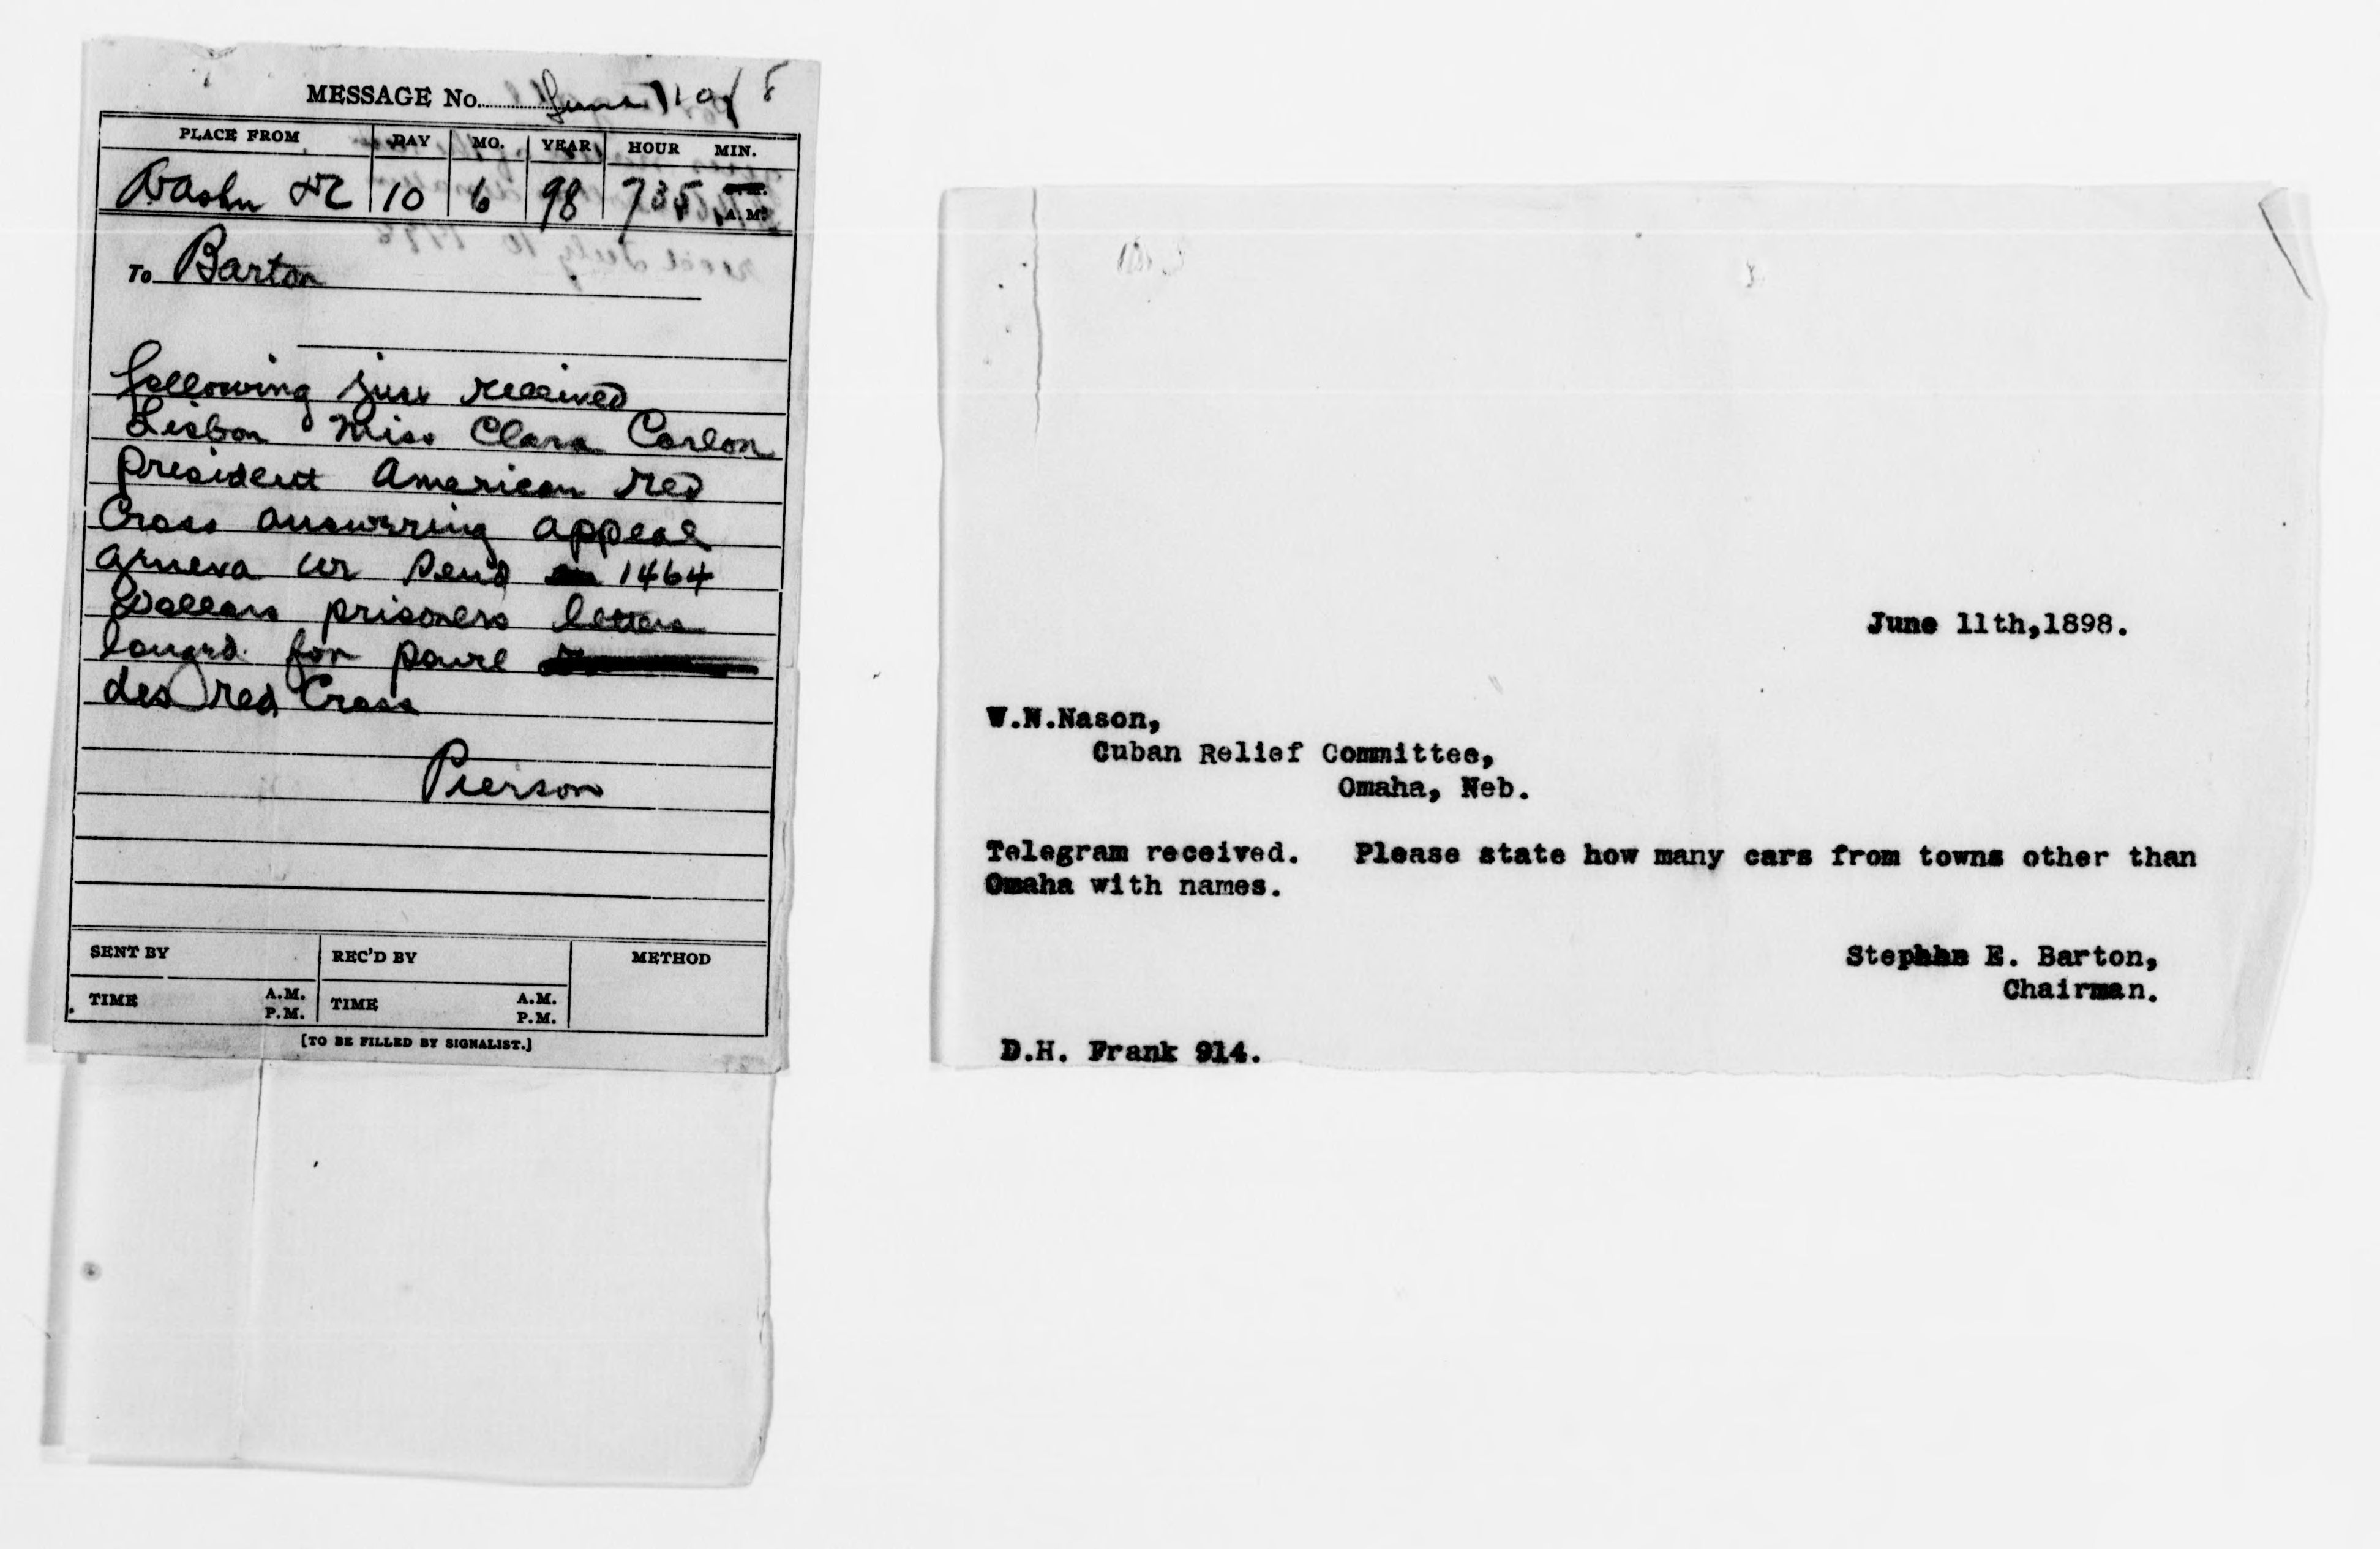 MESSAGE No. June 10/8
PLACE FROM DAY MO. YEAR HOUR MIN.
Washn DC 10 6 98 735 A.M.
To Barton
following just received
Lisbon Miss Clara Carlon
president American red
Cross answering appeal
geneva we send 1464
Dollars prisoners letters
for
des red Cross
Pierson
SENT BY REC'D BY METHOD
TIME A.M. P.M. TIME A.M. P.M.
[TO BE FILLED BY SIGNALIST.]
June 11th,1898.
W.N.Nason,
Cuban Relief Committee,
Omaha, Neb.
Telegram received. Please state how many cars from towns other than
Omaha with names.
Stephen E. Barton,
Chairman.
D.H. Frank 914.